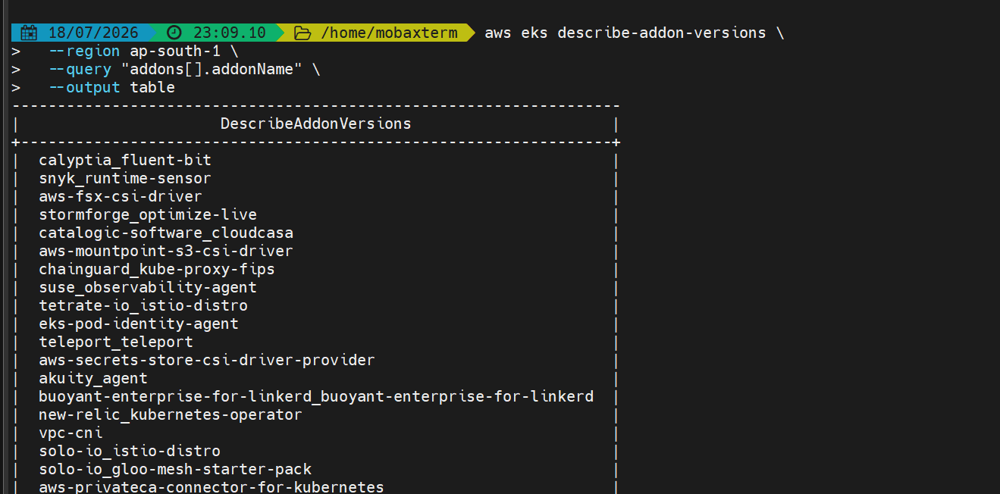 18/07/2026 23:09.10 /home/mobaxterm aws eks describe-addon-versions \
> --region ap-south-1 \
> --query "addons[].addonName" \
> --output table
-------------------------------------------------------------------
| DescribeAddonVersions |
+-----------------------------------------------------------------+
| calyptia_fluent-bit |
| snyk_runtime-sensor |
| aws-fsx-csi-driver |
| stormforge_optimize-live |
| catalogic-software_cloudcasa |
| aws-mountpoint-s3-csi-driver |
| chainguard_kube-proxy-fips |
| suse_observability-agent |
| tetrate-io_istio-distro |
| eks-pod-identity-agent |
| teleport_teleport |
| aws-secrets-store-csi-driver-provider |
| akuity_agent |
| buoyant-enterprise-for-linkerd_buoyant-enterprise-for-linkerd |
| new-relic_kubernetes-operator |
| vpc-cni |
| solo-io_istio-distro |
| solo-io_gloo-mesh-starter-pack |
| aws-privateca-connector-for-kubernetes |